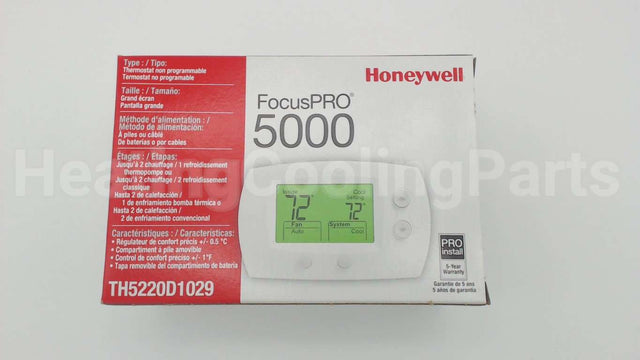 Type : / Tipo:
Thermostat non programmable
Termostato no programable
Taille : / Tamaño:
Grand écran
Pantalla grande
Méthode d'alimentation : /
Método de alimentación:
À piles ou câblé
De baterías o por cables
Étages : / Etapas:
Jusqu'à 2 chauffage / 1 refroidissement
thermopompe ou
Jusqu'à 2 chauffage / 2 refroidissement
classique
Hasta 2 de calefacción /
1 de enfriamiento bomba térmica o
Hasta 2 de calefacción /
2 de enfriamiento convencional
Caractéristiques : / Características:
• Régulateur de confort précis +/- 0.5 °C
• Compartiment à pile amovible
• Control de confort preciso +/- 1°F
• Tapa removible del compartimiento de batería
TH5220D1029
Honeywell
FocusPRO®
5000
Inside
72°
Cool
Setting
72°
Fan
Auto
System
Cool
PRO
install
5-Year
Warranty
Garantie de 5 ans
5 años de garantía
HeatingCoolingParts